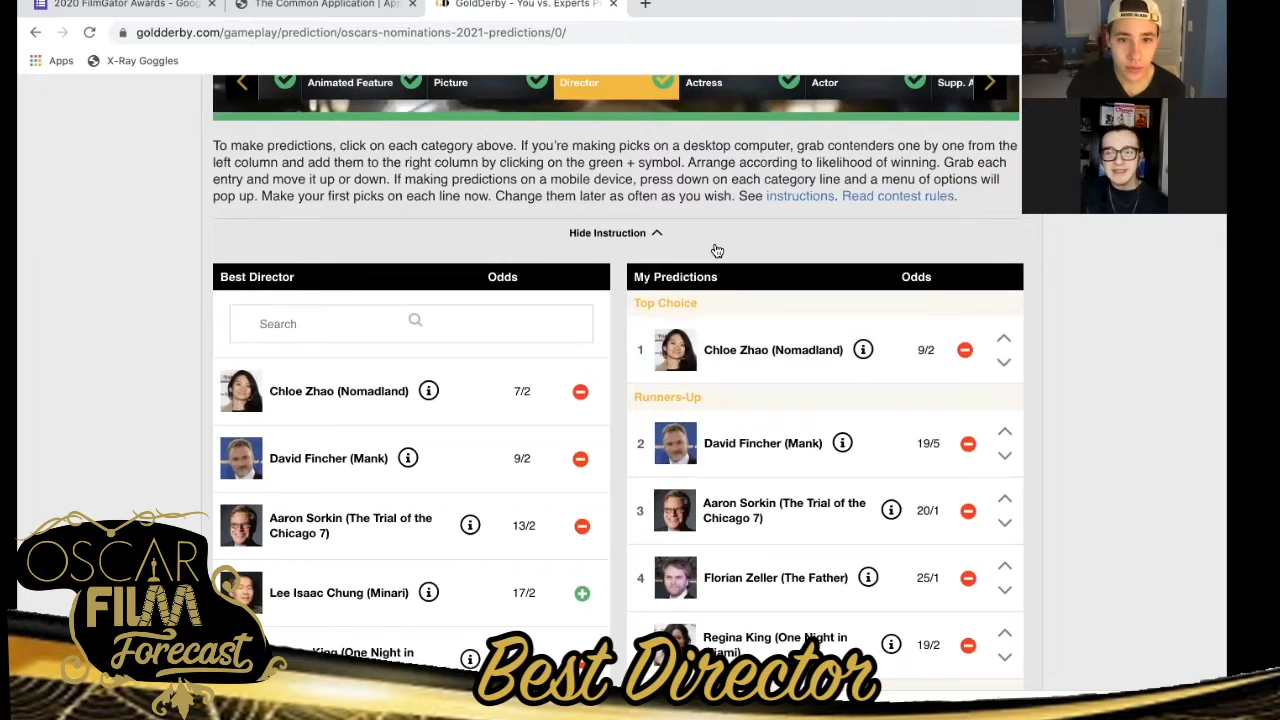 2020 FilmGator Awards - Goog
The Common Application | App
GoldDerby – You vs. Experts P
goldderby.com/gameplay/prediction/oscars-nominations-2021-predictions/0/
Apps
X-Ray Goggles
Animated Feature
Picture
Director
Actress
Actor
Supp. A
To make predictions, click on each category above. If you're making picks on a desktop computer, grab contenders one by one from the
left column and add them to the right column by clicking on the green + symbol. Arrange according to likelihood of winning. Grab each
entry and move it up or down. If making predictions on a mobile device, press down on each category line and a menu of options will
pop up. Make your first picks on each line now. Change them later as often as you wish. See instructions. Read contest rules.
Hide Instruction
Best Director Odds
Search
Chloe Zhao (Nomadland) 7/2
David Fincher (Mank) 9/2
Aaron Sorkin (The Trial of the
Chicago 7) 13/2
Lee Isaac Chung (Minari) 17/2
King (One Night in
My Predictions Odds
Top Choice
1 Chloe Zhao (Nomadland) 9/2
Runners-Up
2 David Fincher (Mank) 19/5
3 Aaron Sorkin (The Trial of the
Chicago 7) 20/1
4 Florian Zeller (The Father) 25/1
Regina King (One Night in
19/2
OSCAR
FILM
Forecast
Best Director